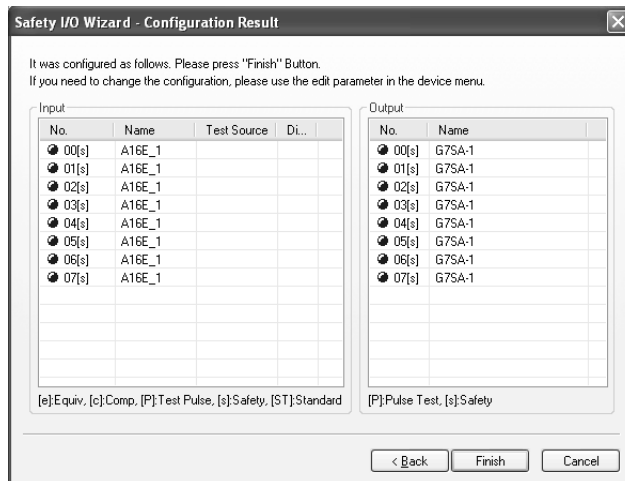 Safety I/O Wizard - Configuration Result
It was configured as follows. Please press "Finish" Button.
If you need to change the configuration, please use the edit parameter in the device menu.
Input
No. Name Test Source Di...
00[s] A16E_1
01[s] A16E_1
02[s] A16E_1
03[s] A16E_1
04[s] A16E_1
05[s] A16E_1
06[s] A16E_1
07[s] A16E_1
[e]:Equiv, [c]:Comp, [P]:Test Pulse, [s]:Safety, [ST]:Standard
Output
No. Name
00[s] G7SA-1
01[s] G7SA-1
02[s] G7SA-1
03[s] G7SA-1
04[s] G7SA-1
05[s] G7SA-1
06[s] G7SA-1
07[s] G7SA-1
[P]:Pulse Test, [s]:Safety
< Back Finish Cancel